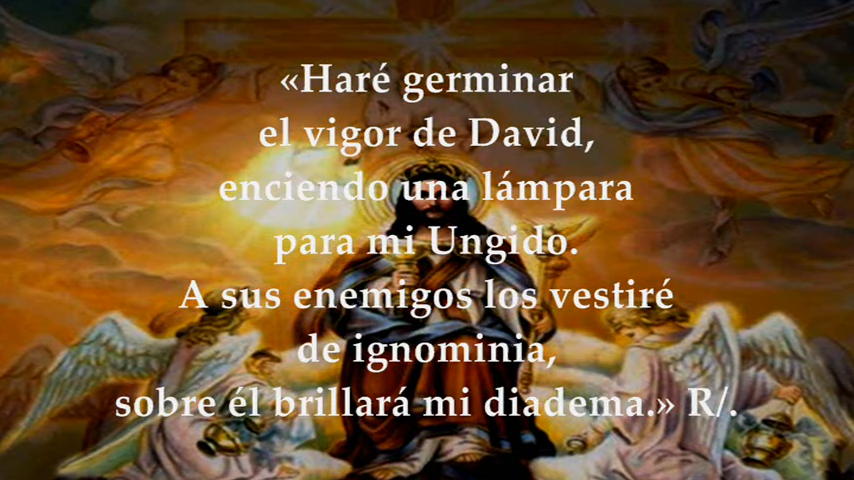 «Haré germinar
el vigor de David,
enciendo una lámpara
para mi Ungido.
A sus enemigos los vestiré
de ignominia,
sobre él brillará mi diadema.» R/.